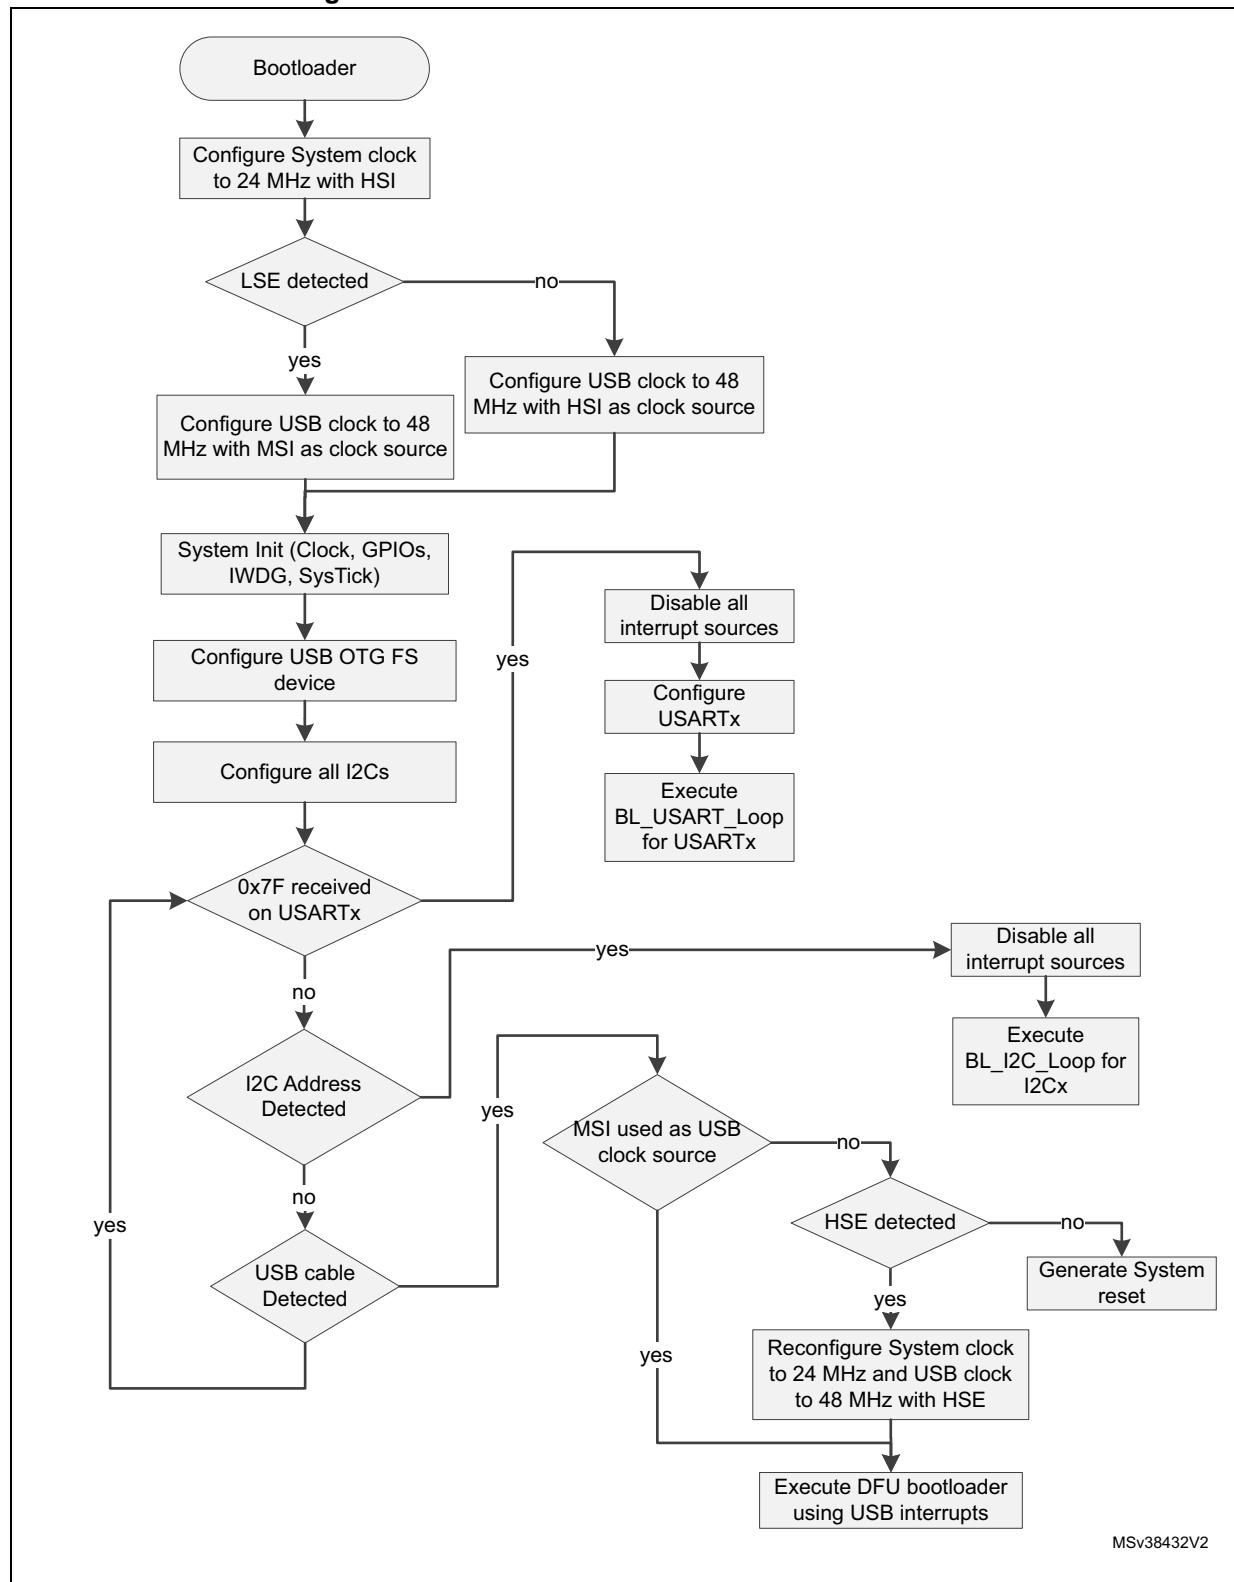 Bootloader
Configure System clock
to 24 MHz with HSI
LSE detected
no
yes
Configure USB clock to 48
MHz with HSI as clock source
Configure USB clock to 48
MHz with MSI as clock source
System Init (Clock, GPIOs,
IWDG, SysTick)
Disable all
interrupt sources
yes
Configure USB OTG FS
device
Configure
USARTx
Configure all I2Cs
Execute
BL_USART_Loop
for USARTx
0x7F received
on USARTx
yes
Disable all
interrupt sources
no
Execute
BL_I2C_Loop for
I2Cx
I2C Address
Detected
yes
MSI used as USB
clock source
no
no
yes
HSE detected
no
USB cable
Detected
Generate System
reset
yes
yes
Reconfigure System clock
to 24 MHz and USB clock
to 48 MHz with HSE
Execute DFU bootloader
using USB interrupts
MSv38432V2